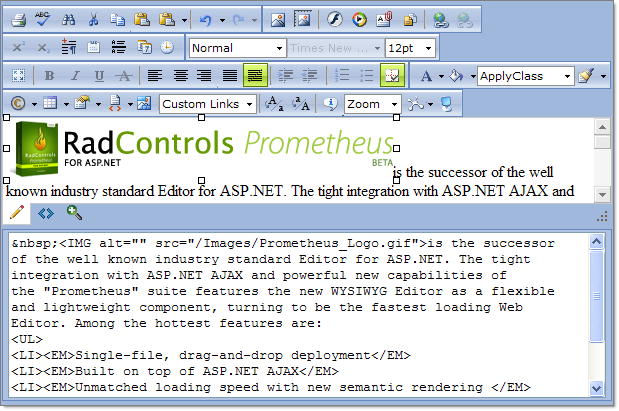 ABC
x² x₂
Normal Times New ... 12pt
B I U A A ApplyClass
© Custom Links Aa aA Zoom
RadControls Prometheus
FOR ASP.NET BETA
is the successor of the well
known industry standard Editor for ASP.NET. The tight integration with ASP.NET AJAX and
&nbsp;<IMG alt="" src="/Images/Prometheus_Logo.gif">is the successor
of the well known industry standard Editor for ASP.NET. The tight
integration with ASP.NET AJAX and powerful new capabilities of
the "Prometheus" suite features the new WYSIWYG Editor as a flexible
and lightweight component, turning to be the fastest loading Web
Editor. Among the hottest features are:
<UL>
<LI><EM>Single-file, drag-and-drop deployment</EM>
<LI><EM>Built on top of ASP.NET AJAX</EM>
<LI><EM>Unmatched loading speed with new semantic rendering </EM>